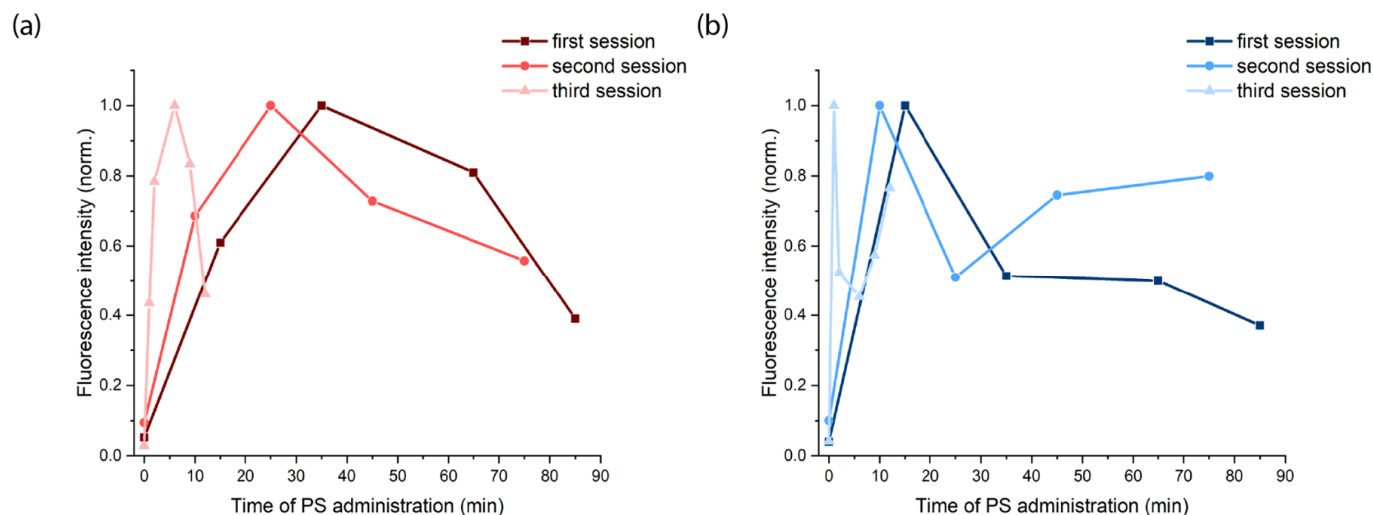 (a)
first session
second session
third session
1.0
0.8
0.6
0.4
0.2
0.0
Fluorescence intensity (norm.)
0 10 20 30 40 50 60 70 80 90
Time of PS administration (min)
(b)
first session
second session
third session
1.0
0.8
0.6
0.4
0.2
0.0
Fluorescence intensity (norm.)
0 10 20 30 40 50 60 70 80 90
Time of PS administration (min)